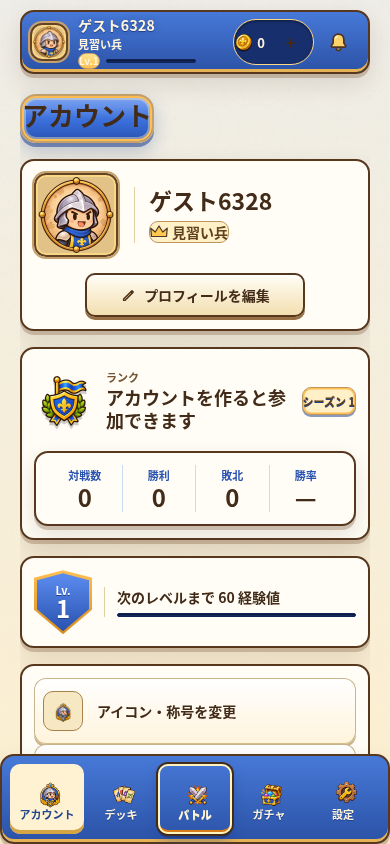 ゲスト6328
見習い兵
Lv.1
0
アカウント
ゲスト6328
見習い兵
プロフィールを編集
ランク
アカウントを作ると参
加できます
シーズン 1
対戦数 勝利 敗北 勝率
0 0 0 —
Lv.
1
次のレベルまで 60 経験値
アイコン・称号を変更
アカウント デッキ バトル ガチャ 設定